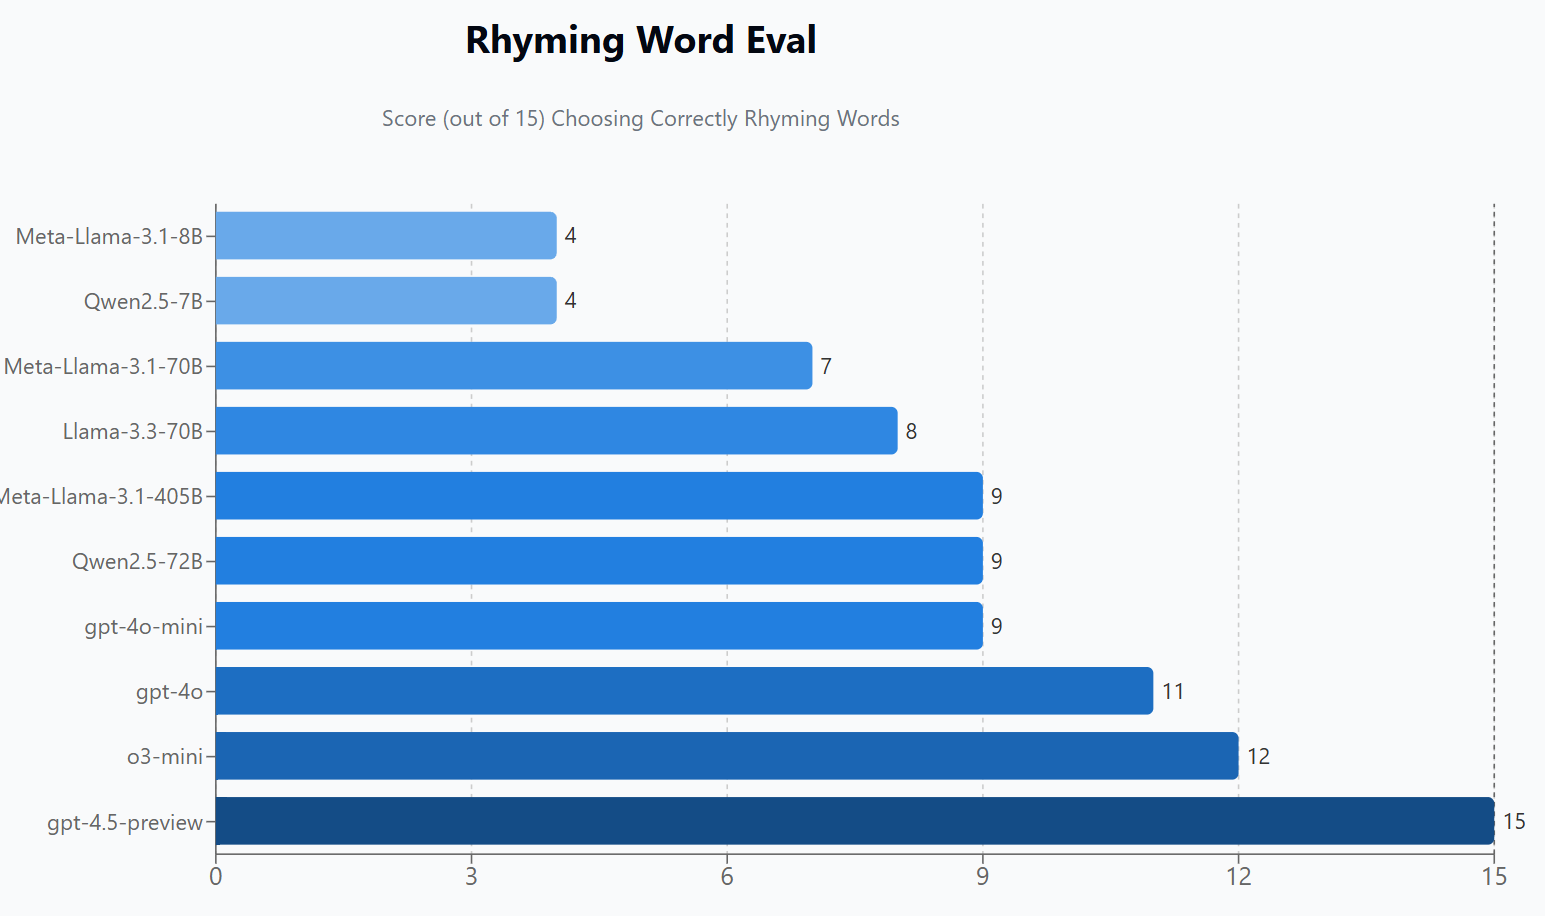 Rhyming Word Eval
Score (out of 15) Choosing Correctly Rhyming Words
Meta-Llama-3.1-8B 4
Qwen2.5-7B 4
Meta-Llama-3.1-70B 7
Llama-3.3-70B 8
Meta-Llama-3.1-405B 9
Qwen2.5-72B 9
gpt-4o-mini 9
gpt-4o 11
o3-mini 12
gpt-4.5-preview 15
0 3 6 9 12 15